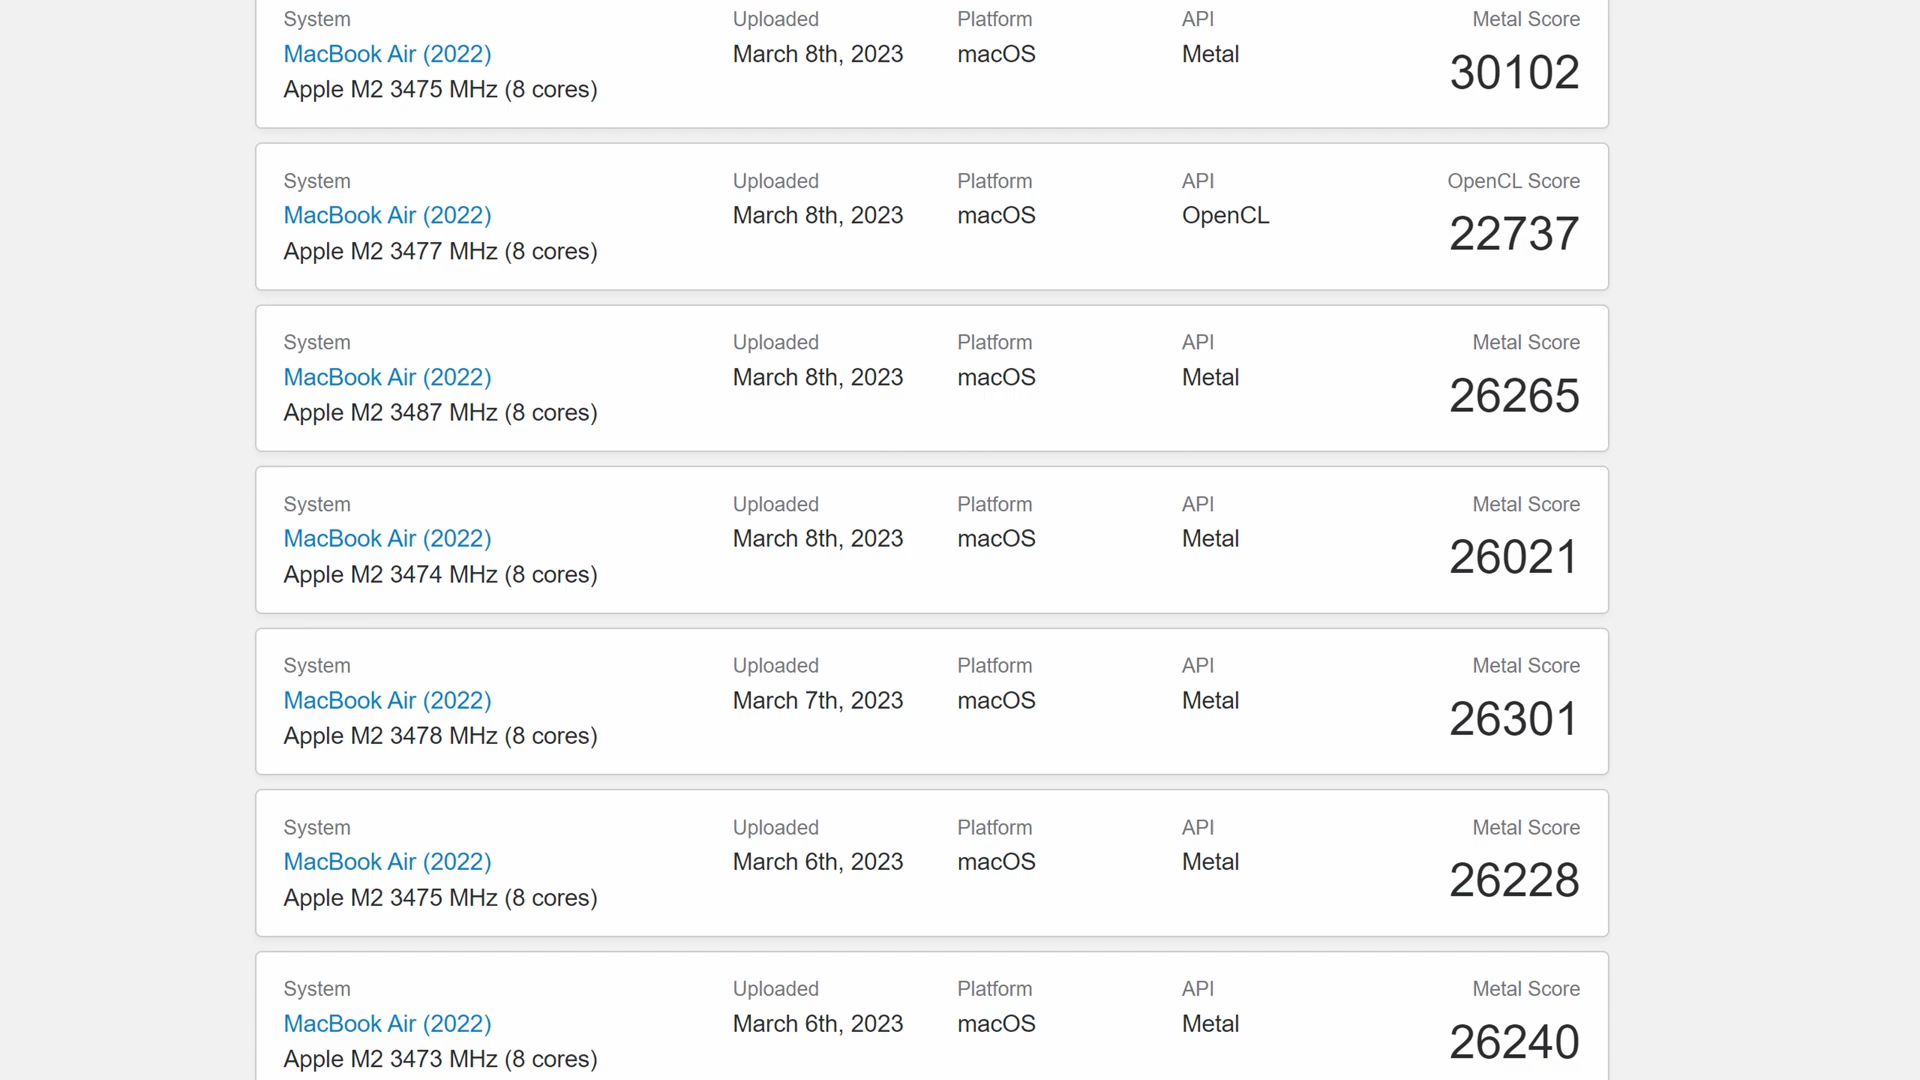 System Uploaded Platform API Metal Score
MacBook Air (2022) March 8th, 2023 macOS Metal
30102
Apple M2 3475 MHz (8 cores)
System Uploaded Platform API OpenCL Score
MacBook Air (2022) March 8th, 2023 macOS OpenCL
22737
Apple M2 3477 MHz (8 cores)
System Uploaded Platform API Metal Score
MacBook Air (2022) March 8th, 2023 macOS Metal
26265
Apple M2 3487 MHz (8 cores)
System Uploaded Platform API Metal Score
MacBook Air (2022) March 8th, 2023 macOS Metal
26021
Apple M2 3474 MHz (8 cores)
System Uploaded Platform API Metal Score
MacBook Air (2022) March 7th, 2023 macOS Metal
26301
Apple M2 3478 MHz (8 cores)
System Uploaded Platform API Metal Score
MacBook Air (2022) March 6th, 2023 macOS Metal
26228
Apple M2 3475 MHz (8 cores)
System Uploaded Platform API Metal Score
MacBook Air (2022) March 6th, 2023 macOS Metal
26240
Apple M2 3473 MHz (8 cores)